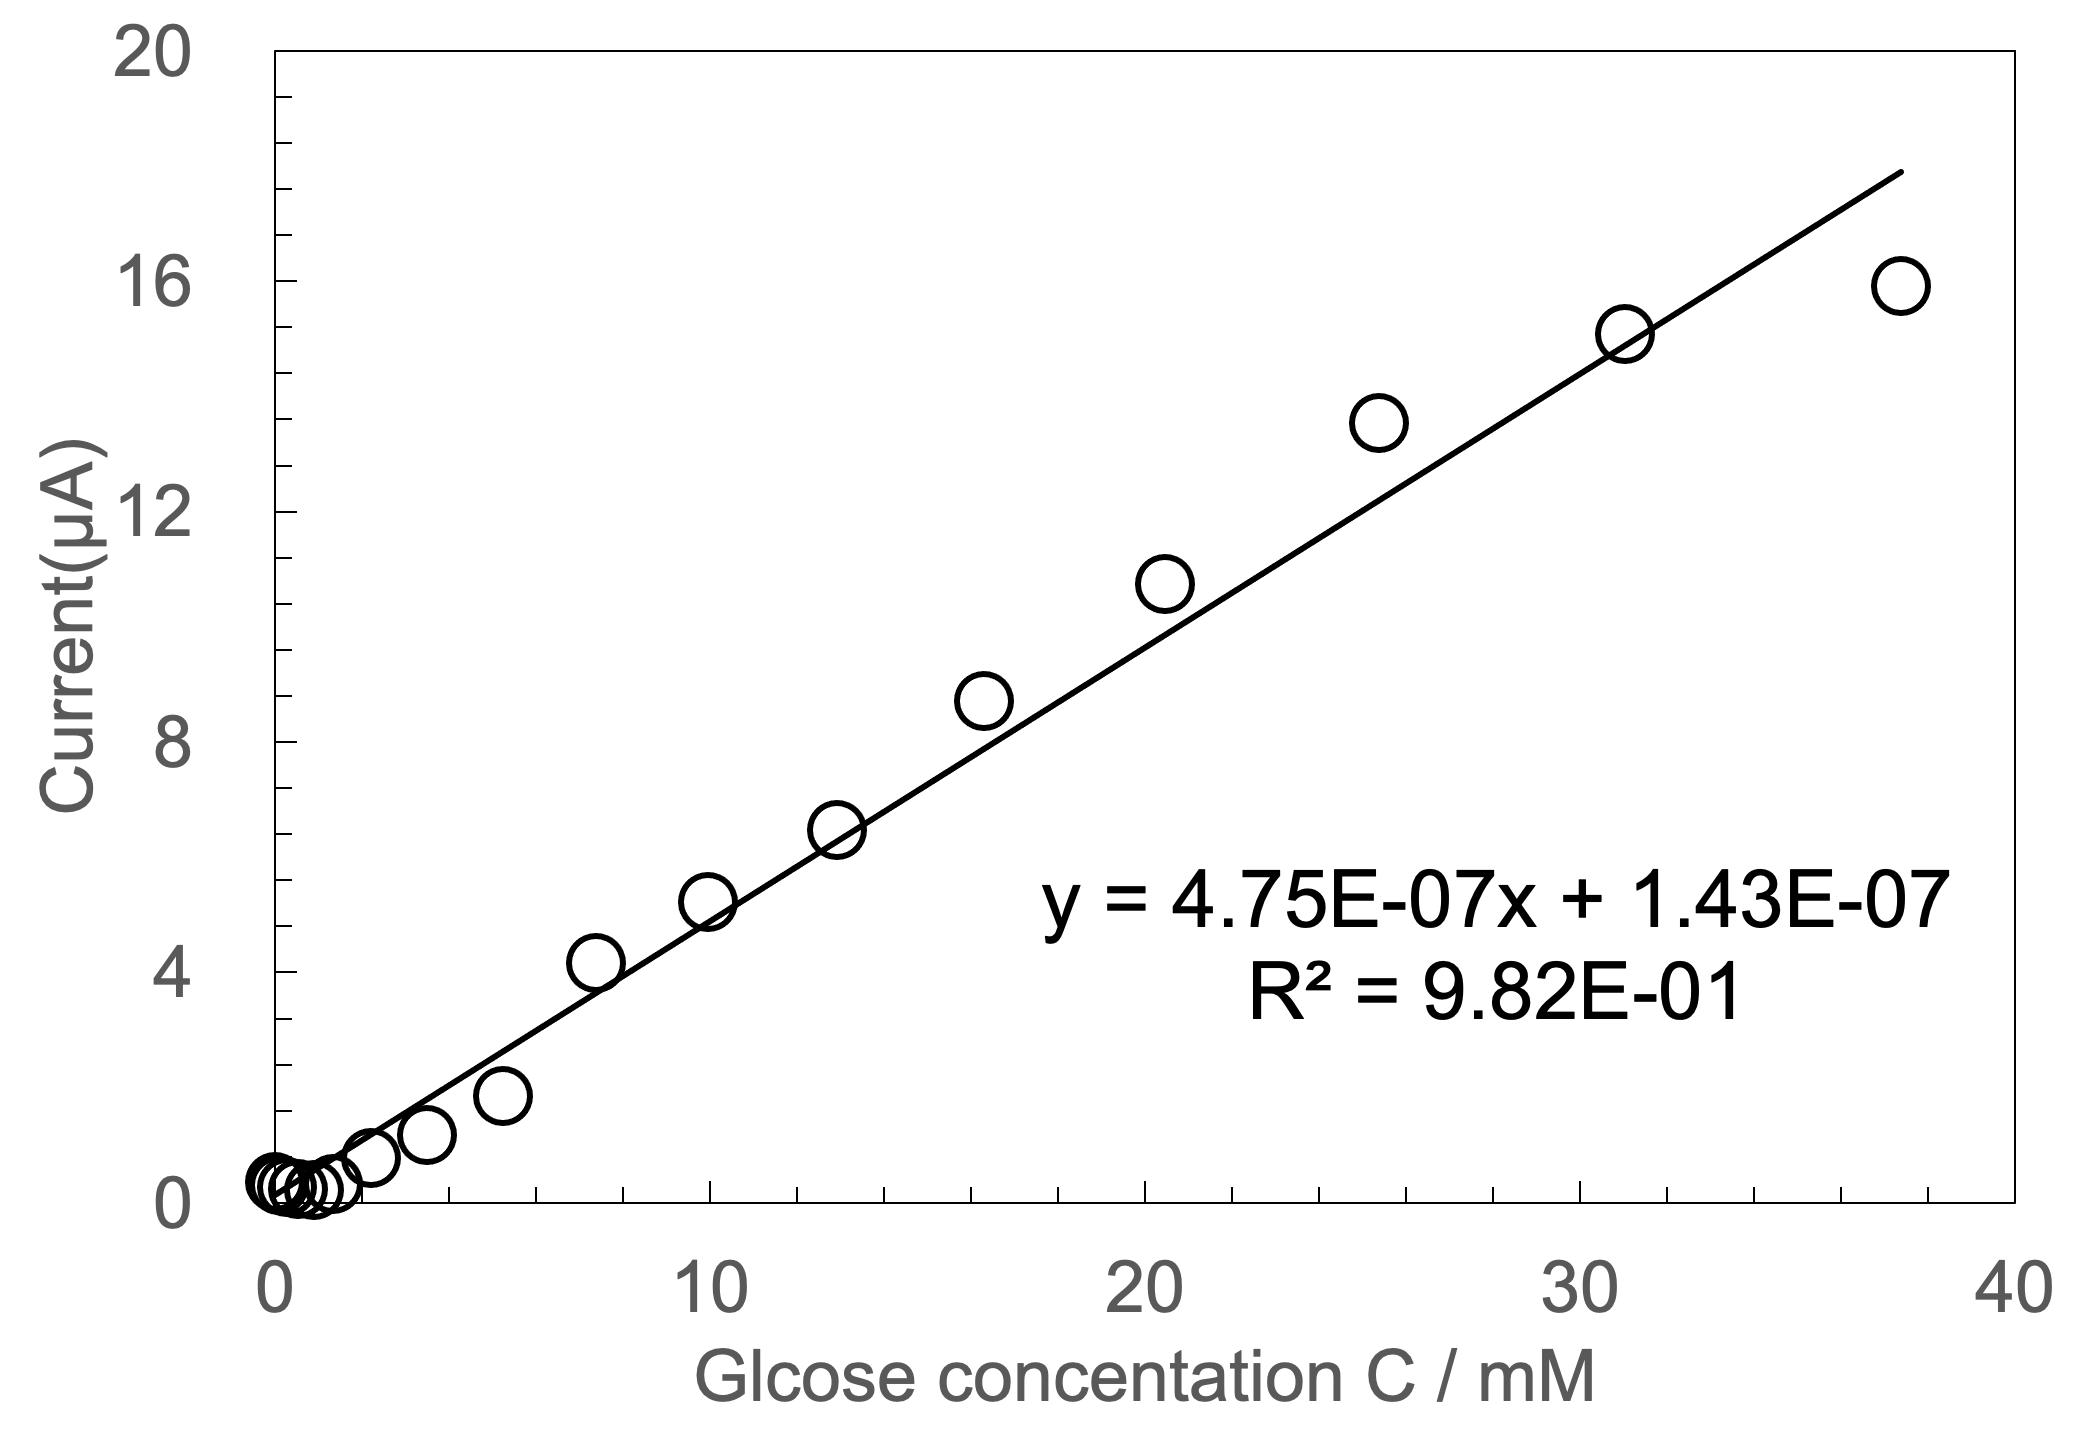 20
16
12
8
4
0
Current(µA)
y = 4.75E-07x + 1.43E-07
R² = 9.82E-01
0 10 20 30 40
Glcose concentation C / mM